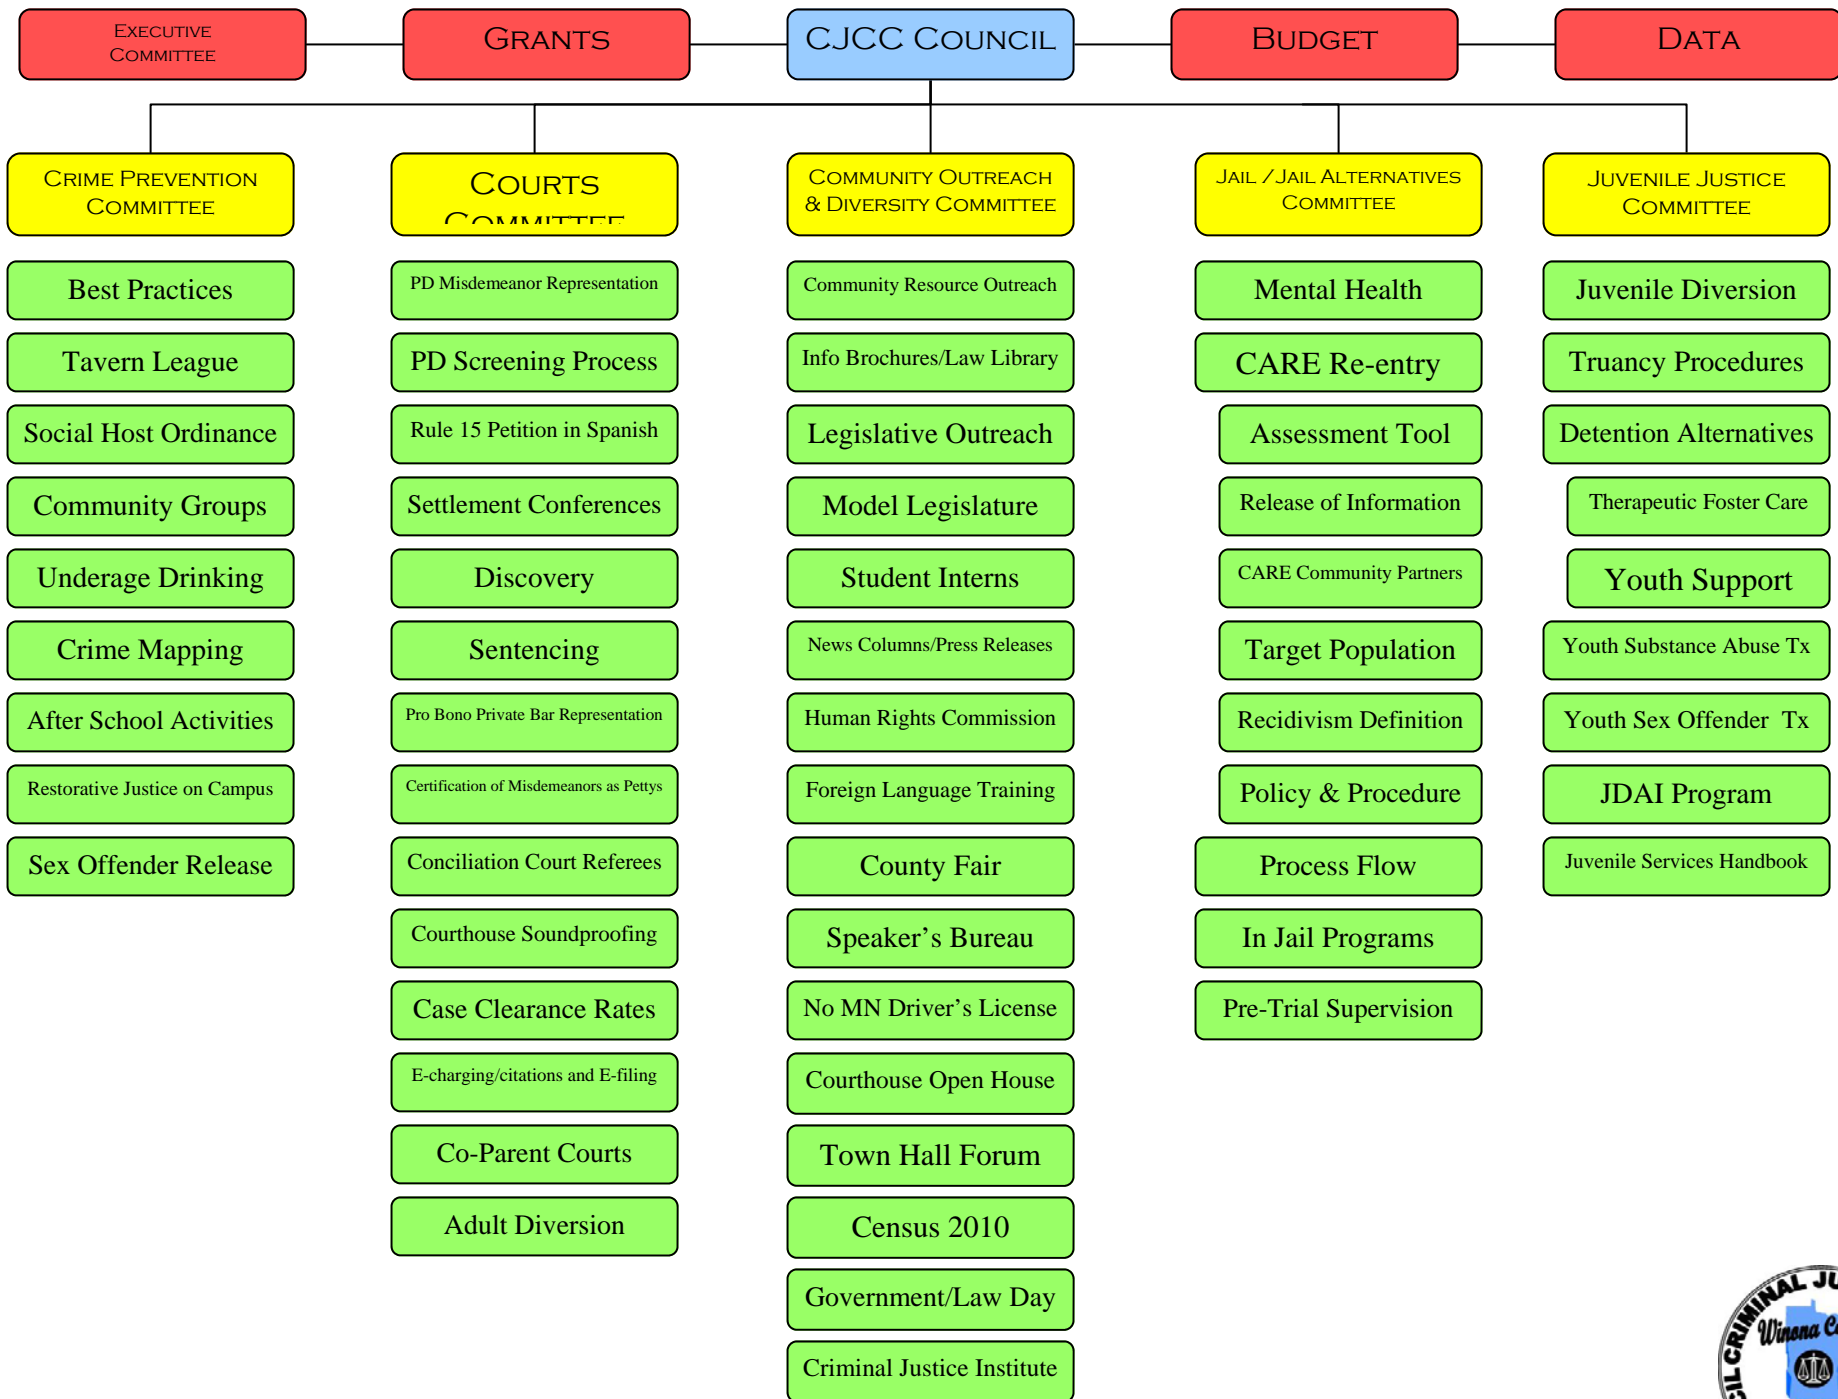 EXECUTIVE
COMMITTEE
GRANTS
CJCC COUNCIL
BUDGET
DATA
CRIME PREVENTION
COMMITTEE
COURTS
COMMITTEE
COMMUNITY OUTREACH
& DIVERSITY COMMITTEE
JAIL / JAIL ALTERNATIVES
COMMITTEE
JUVENILE JUSTICE
COMMITTEE
Best Practices
Tavern League
Social Host Ordinance
Community Groups
Underage Drinking
Crime Mapping
After School Activities
Restorative Justice on Campus
Sex Offender Release
PD Misdemeanor Representation
PD Screening Process
Rule 15 Petition in Spanish
Settlement Conferences
Discovery
Sentencing
Pro Bono Private Bar Representation
Certification of Misdemeanors as Pettys
Conciliation Court Referees
Courthouse Soundproofing
Case Clearance Rates
E-charging/citations and E-filing
Co-Parent Courts
Adult Diversion
Community Resource Outreach
Info Brochures/Law Library
Legislative Outreach
Model Legislature
Student Interns
News Columns/Press Releases
Human Rights Commission
Foreign Language Training
County Fair
Speaker’s Bureau
No MN Driver’s License
Courthouse Open House
Town Hall Forum
Census 2010
Government/Law Day
Criminal Justice Institute
Mental Health
CARE Re-entry
Assessment Tool
Release of Information
CARE Community Partners
Target Population
Recidivism Definition
Policy & Procedure
Process Flow
In Jail Programs
Pre-Trial Supervision
Juvenile Diversion
Truancy Procedures
Detention Alternatives
Therapeutic Foster Care
Youth Support
Youth Substance Abuse Tx
Youth Sex Offender  Tx
JDAI Program
Juvenile Services Handbook
CRIMINAL
Winona